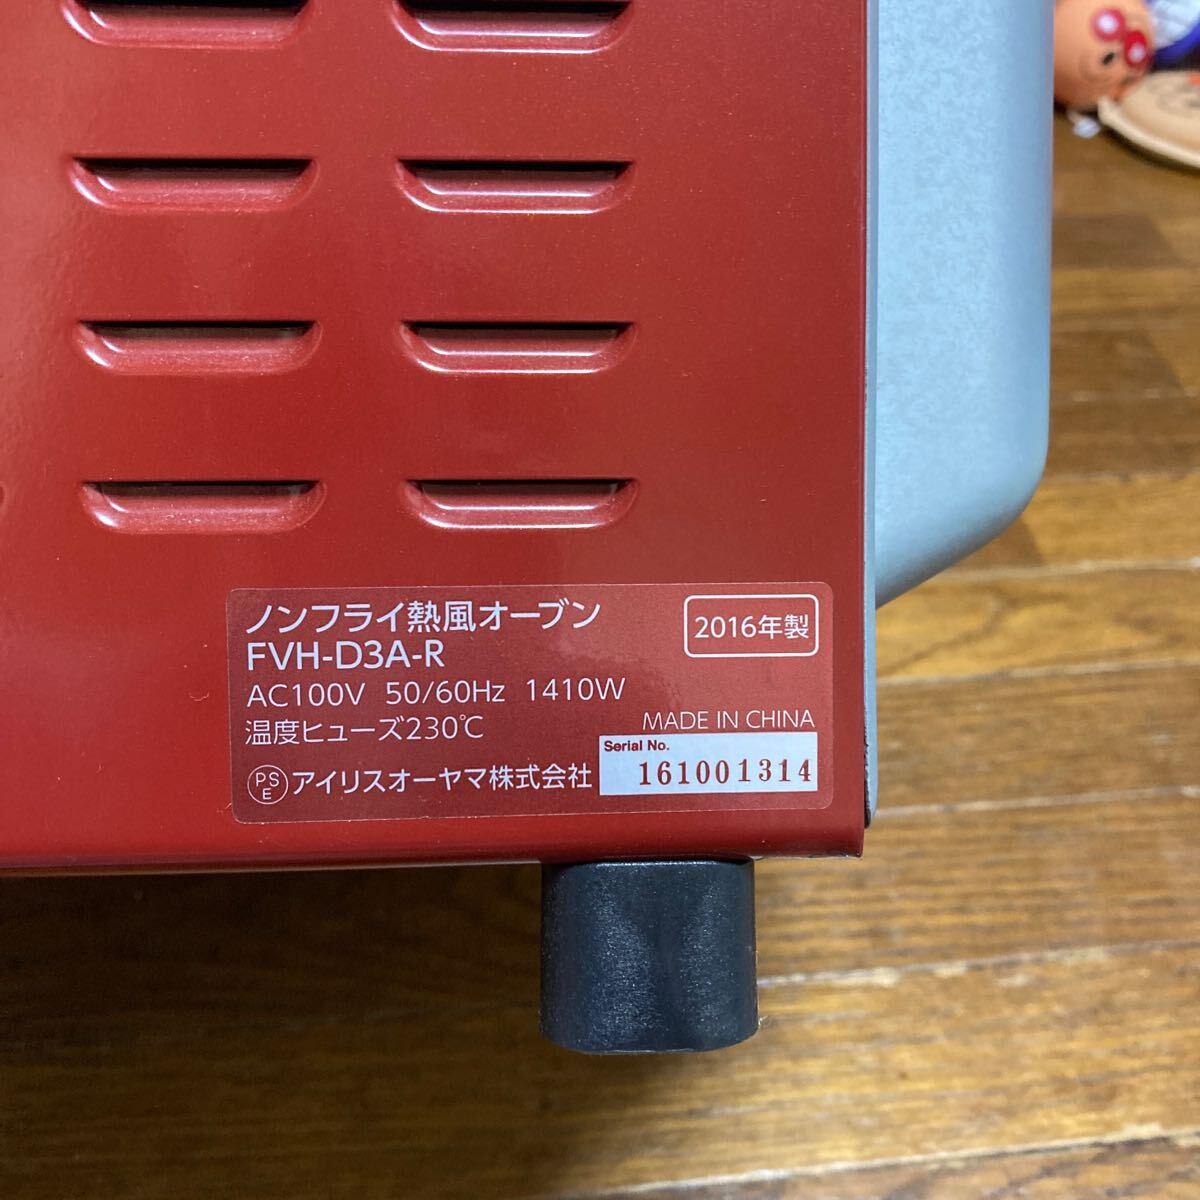 ノンフライ熱風オーブン
2016年製
FVH-D3A-R
AC100V 50/60Hz 1410W
温度ヒューズ230℃
MADE IN CHINA
Serial No.
161001314
PSE アイリスオーヤマ株式会社